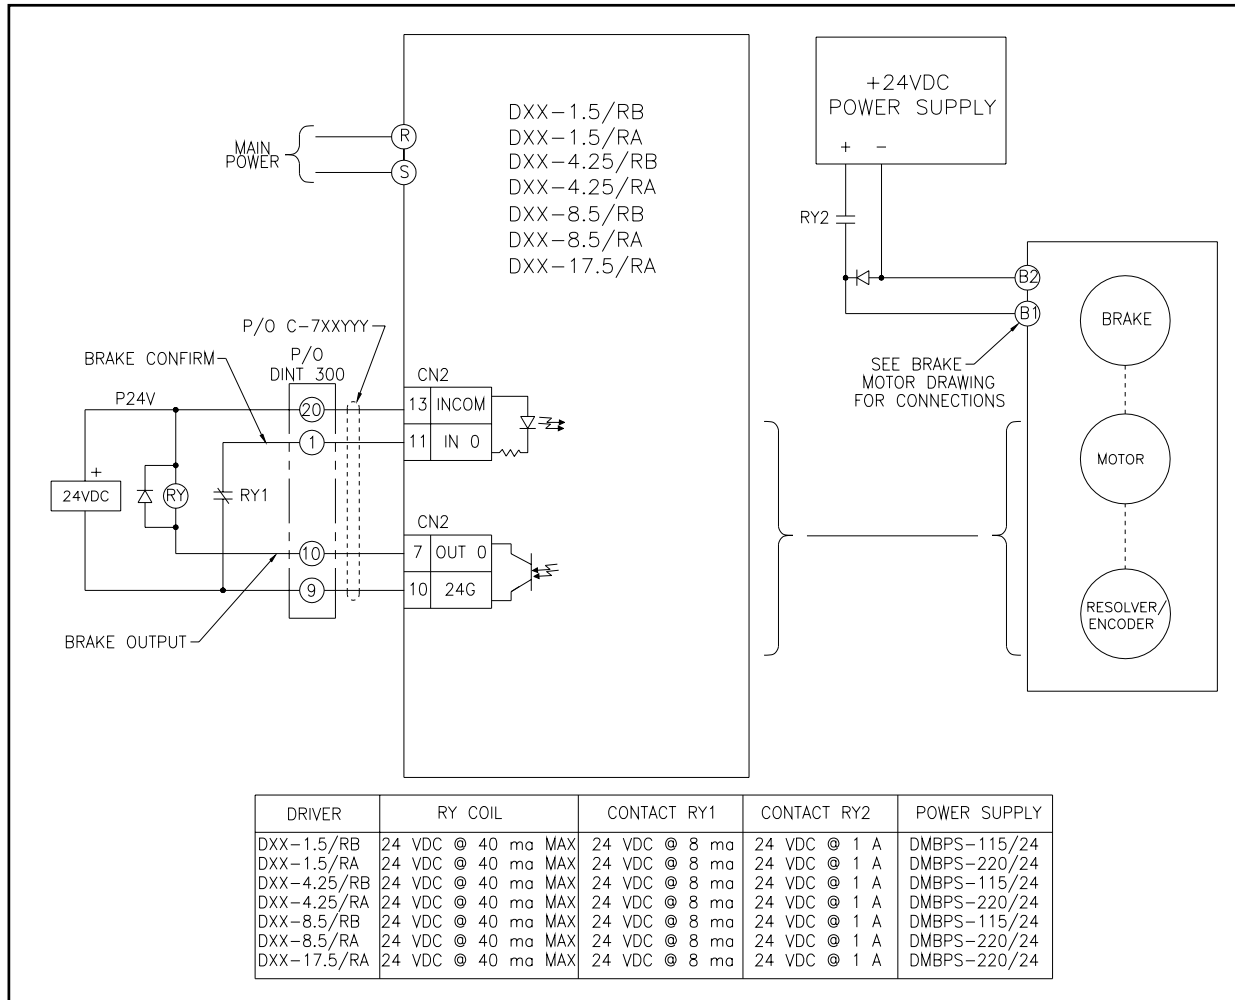 +24VDC
POWER SUPPLY
+ -
DXX-1.5/RB
DXX-1.5/RA
DXX-4.25/RB
DXX-4.25/RA
DXX-8.5/RB
DXX-8.5/RA
DXX-17.5/RA
MAIN
POWER
R
S
RY2
B2
B1
BRAKE
SEE BRAKE
MOTOR DRAWING
FOR CONNECTIONS
MOTOR
RESOLVER/
ENCODER
P/O C-7XXYYY
BRAKE CONFIRM
P/O
DINT 300
P24V
CN2
20
13 INCOM
1
11 IN 0
+
24VDC
RY
RY1
CN2
10
7 OUT 0
9
10 24G
BRAKE OUTPUT
DRIVER RY COIL CONTACT RY1 CONTACT RY2 POWER SUPPLY
DXX-1.5/RB 24 VDC @ 40 ma MAX 24 VDC @ 8 ma 24 VDC @ 1 A DMBPS-115/24
DXX-1.5/RA 24 VDC @ 40 ma MAX 24 VDC @ 8 ma 24 VDC @ 1 A DMBPS-220/24
DXX-4.25/RB 24 VDC @ 40 ma MAX 24 VDC @ 8 ma 24 VDC @ 1 A DMBPS-115/24
DXX-4.25/RA 24 VDC @ 40 ma MAX 24 VDC @ 8 ma 24 VDC @ 1 A DMBPS-220/24
DXX-8.5/RB 24 VDC @ 40 ma MAX 24 VDC @ 8 ma 24 VDC @ 1 A DMBPS-115/24
DXX-8.5/RA 24 VDC @ 40 ma MAX 24 VDC @ 8 ma 24 VDC @ 1 A DMBPS-220/24
DXX-17.5/RA 24 VDC @ 40 ma MAX 24 VDC @ 8 ma 24 VDC @ 1 A DMBPS-220/24